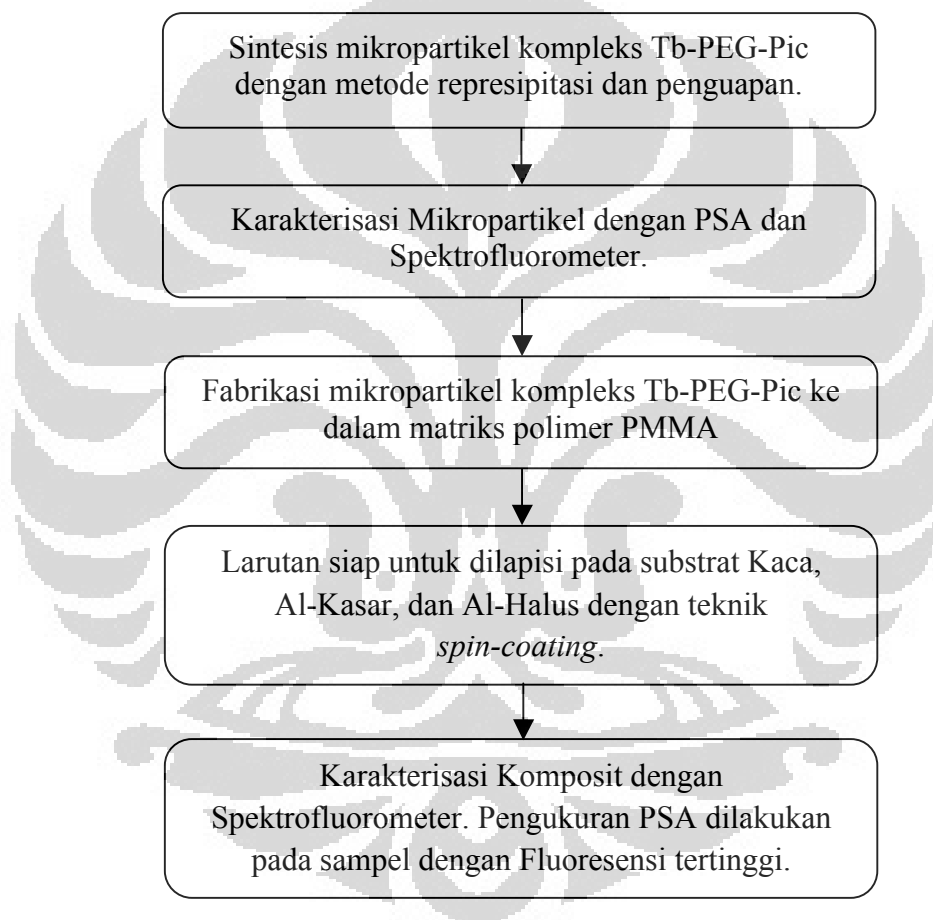 Sintesis mikropartikel kompleks Tb-PEG-Pic
dengan metode represipitasi dan penguapan.
Karakterisasi Mikropartikel dengan PSA dan
Spektrofluorometer.
Fabrikasi mikropartikel kompleks Tb-PEG-Pic ke
dalam matriks polimer PMMA
Larutan siap untuk dilapisi pada substrat Kaca,
Al-Kasar, dan Al-Halus dengan teknik
spin-coating.
Karakterisasi Komposit dengan
Spektrofluorometer. Pengukuran PSA dilakukan
pada sampel dengan Fluoresensi tertinggi.